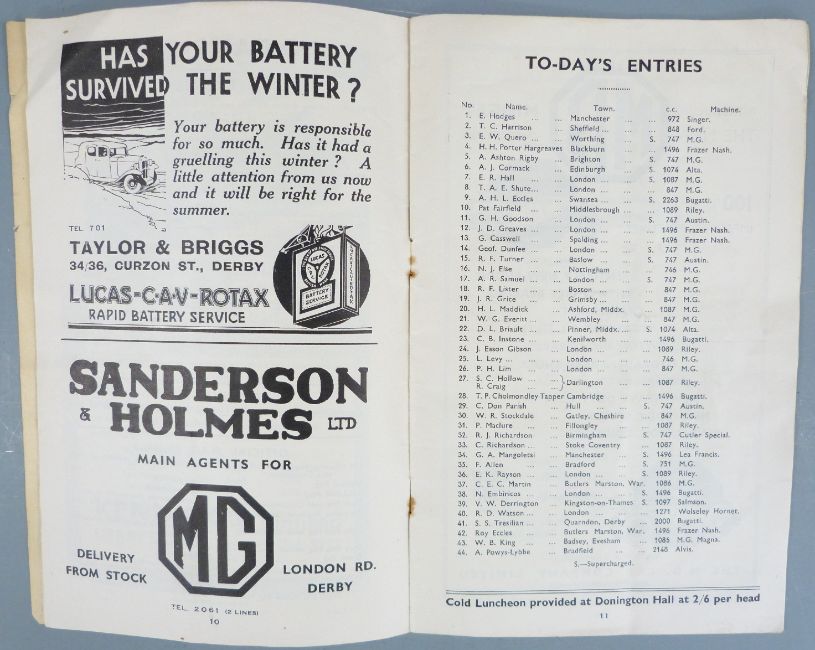 HAS YOUR BATTERY
SURVIVED THE WINTER?
Your battery is responsible
for so much. Has it had a
gruelling this winter? A
little attention from us now
and it will be right for the
summer.
TEL 701
TAYLOR & BRIGGS
34/36, CURZON ST., DERBY
LUCAS-C·A·V-ROTAX
RAPID BATTERY SERVICE
LUCAS
BATTERY
SERVICE
SANDERSON
& HOLMES LTD
MAIN AGENTS FOR
MG
DELIVERY
FROM STOCK
LONDON RD.
DERBY
TEL. 2061 (2 LINES)
10
TO-DAY'S ENTRIES
No. Name. Town. c.c. Machine.
1. E. Hodges ... ... Manchester ... ... 972 Singer.
2. T. C. Harrison ... Sheffield ... ... 848 Ford.
3. E. W. Quero ... ... Worthing ... S. 747 M.G.
4. H. H. Porter Hargreaves Blackburn ... 1496 Frazer Nash.
5. A. Ashton Rigby ... Brighton ... S. 747 M.G.
6. A. J. Cormack ... Edinburgh ... S. 1074 Alta.
7. E. R. Hall ... London ... S. 1087 M.G.
8. T. A. E. Shute... ... London ... ... 847 M.G.
9. A. H. L. Eccles ... Swansea ... S. 2263 Bugatti.
10. Pat Fairfield ... Middlesbrough ... 1089 Riley.
11. G. H. Goodson ... London ... S. 747 Austin.
12. J. D. Greaves ... London ... ... 1496 Frazer Nash.
13. G. Casswell ... Spalding ... ... 1496 Frazer Nash.
14. Geof. Dunfee ... London ... S. 747 M.G.
15. R. F. Turner ... Baslow ... S. 747 Austin.
16. N. J. Else ... Nottingham ... 746 M.G.
17. A. R. Samuel ... London ... S. 747 M.G.
18. R. F. Lister ... Boston ... ... 847 M.G.
19. J. R. Grice ... Grimsby ... ... 847 M.G.
20. H. L. Maddick ... Ashford, Middx. 1087 M.G.
21. W. G. Everitt ... Wembley ... 847 M.G.
22. D. L. Briault ... Pinner, Middx. ... S. 1074 Alta.
23. C. B. Instone ... Kenilworth 1496 Bugatti.
24. J. Esson Gibson ... London ... ... 1089 Riley.
25. L. Levy ... ... London ... ... 746 M.G.
26. P. H. Lim ... London ... ... 847 M.G.
27. S. C. Hollow ... ...
R. Craig ... } Darlington ... 1087 Riley.
28. T. P. Cholmondley Tapper Cambridge ... 1496 Bugatti.
29. C. Don Parish ... Hull ... S. 747 Austin.
30. W. R. Stockdale ... Gatley, Cheshire 847 M.G.
31. P. Maclure ... Fillongley ... 1087 Riley.
32. R. J. Richardson ... Birmingham ... S. 747 Cutler Special.
33. C. Richardson ... Stoke Coventry 1087 Riley.
34. G. A. Mangoletsi ... Manchester ... S. 1496 Lea Francis.
35. F. Allen ... Bradford ... S. 751 M.G.
36. E. K. Rayson ... London ... S. 1089 Riley.
37. C. E. C. Martin ... Butlers Marston, War. 1086 M.G.
38. N. Embiricos ... London ... S. 1496 Bugatti.
39. V. W. Derrington ... Kingston-on-Thames S. 1097 Salmson.
40. R. D. Watson ... London ... ... 1271 Wolseley Hornet.
41. S. S. Tresilian ... Quarndon, Derby ... 2000 Bugatti.
42. Roy Eccles ... Butlers Marston, War. 1496 Frazer Nash.
43. W. B. King ... Badsey, Evesham ... 1085 M.G. Magna.
44. A. Powys-Lybbe ... Bradfield ... ... 2148 Alvis.
S.—Supercharged.
Cold Luncheon provided at Donington Hall at 2/6 per head
11